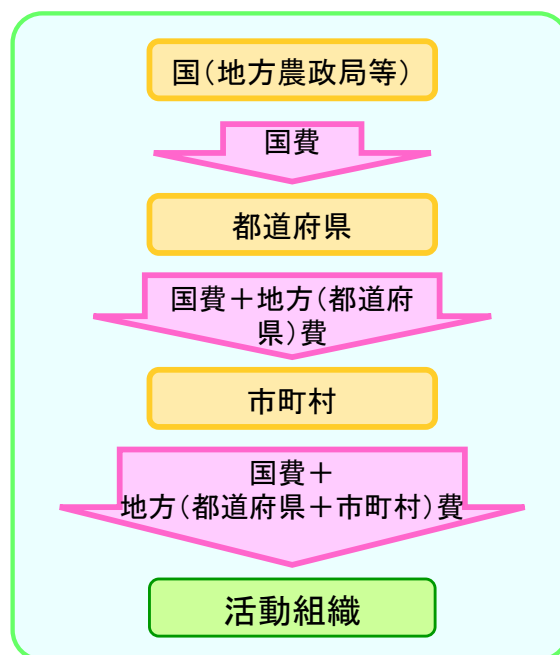 国（地方農政局等）
国費
都道府県
国費＋地方（都道府
県）費
市町村
国費＋
地方（都道府県＋市町村）費
活動組織